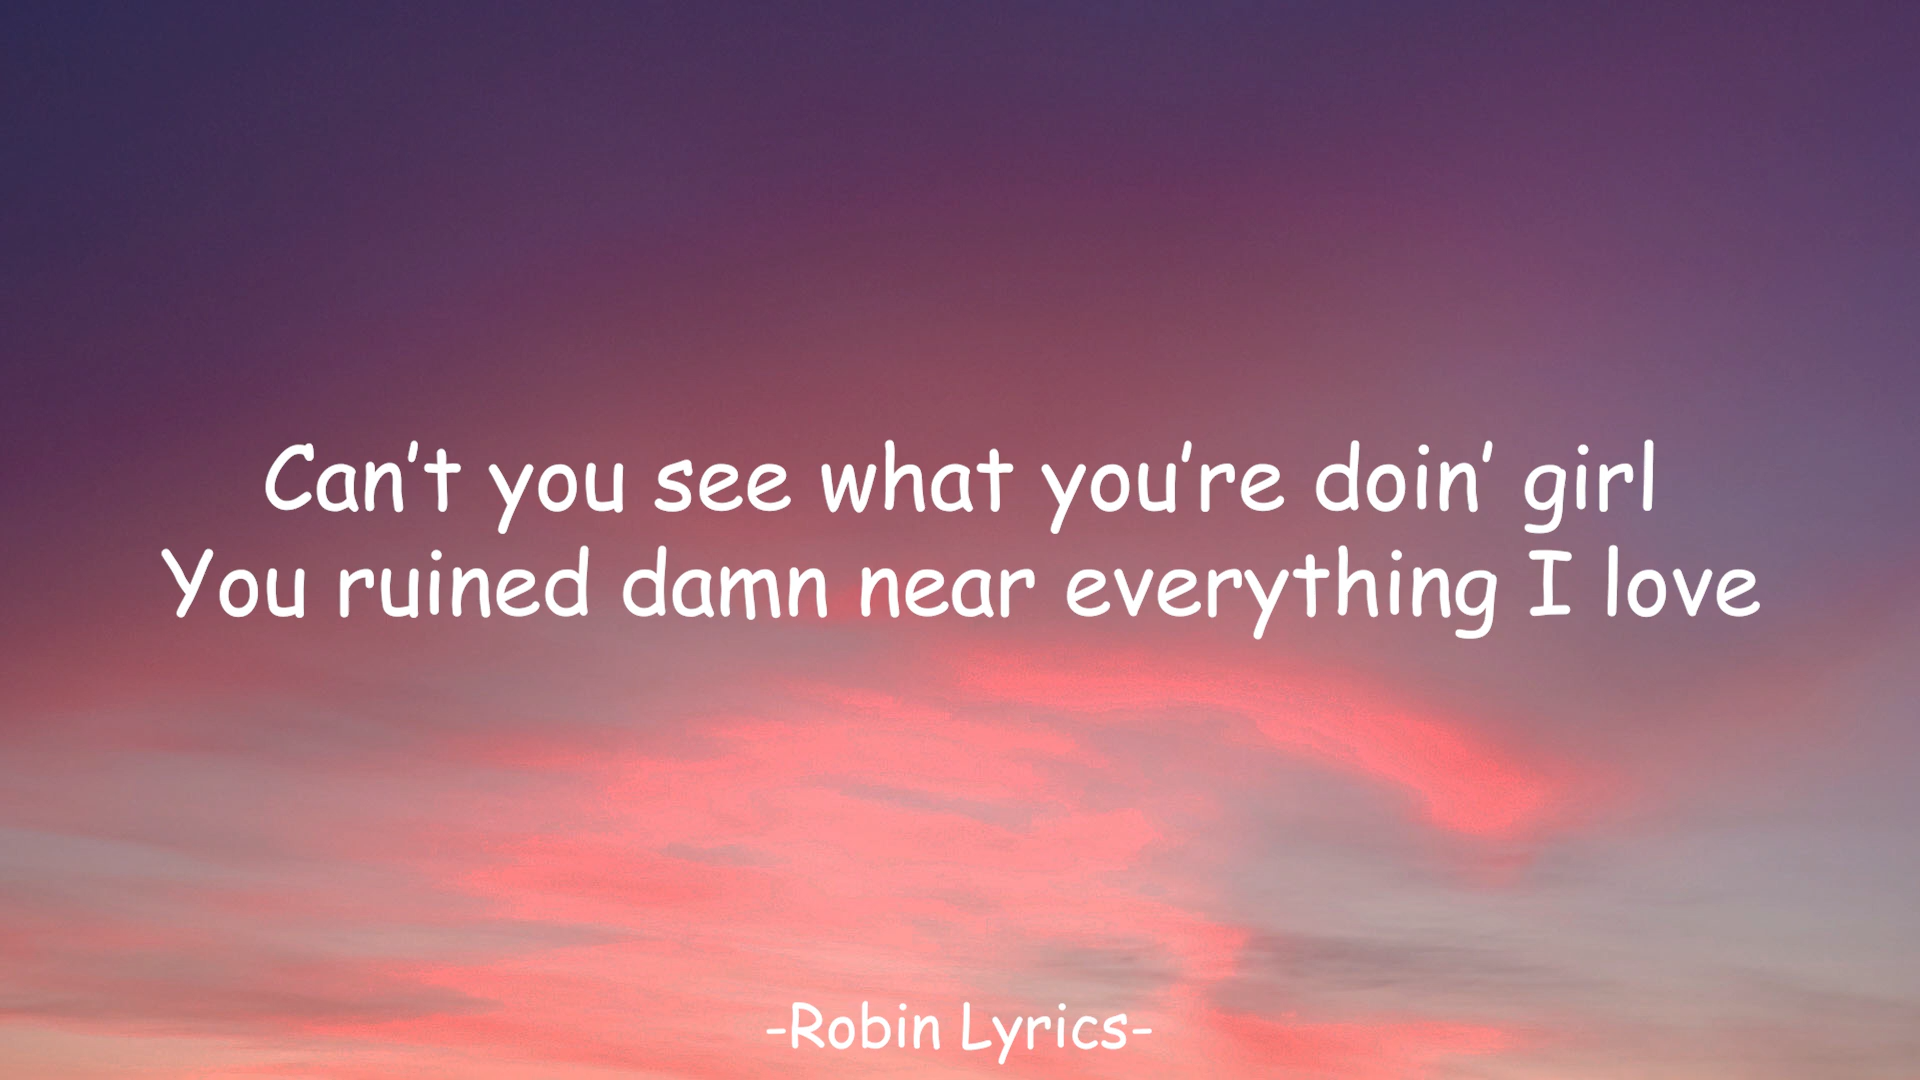 Can’t you see what you’re doin’ girl
You ruined damn near everything I love
-Robin Lyrics-